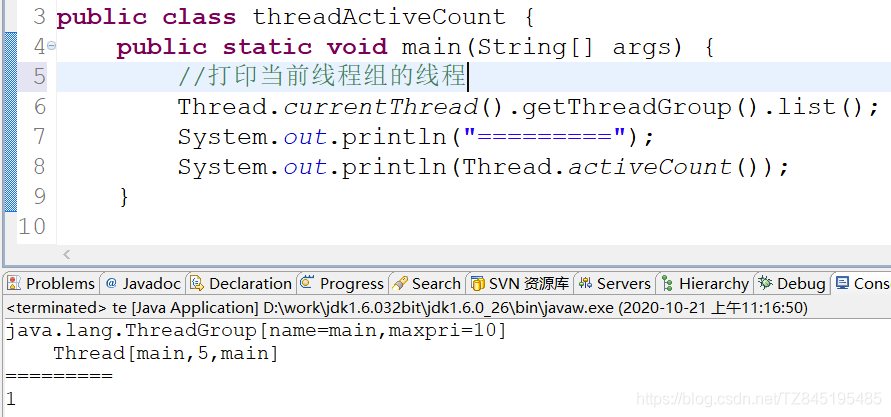 3 public class threadActiveCount {
4 public static void main(String[] args) {
5 //打印当前线程组的线程
6 Thread.currentThread().getThreadGroup().list();
7 System.out.println("=========");
8 System.out.println(Thread.activeCount());
9 }
10
Problems @ Javadoc Declaration Progress Search SVN 资源库 Servers Hierarchy Debug Cons
<terminated> te [Java Application] D:\work\jdk1.6.032bit\jdk1.6.0_26\bin\javaw.exe (2020-10-21 上午11:16:50)
java.lang.ThreadGroup[name=main,maxpri=10]
Thread[main,5,main]
=========
1
https://blog.csdn.net/TZ845195485